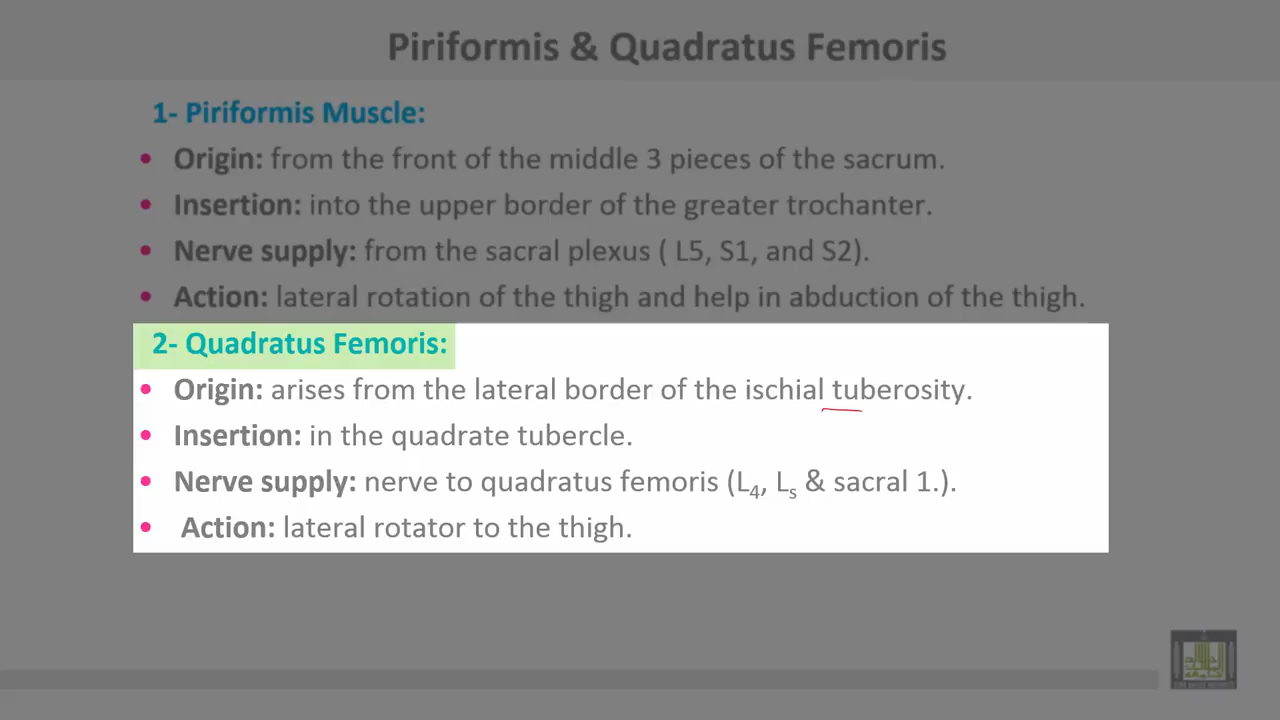 Piriformis & Quadratus Femoris
1- Piriformis Muscle:
• Origin: from the front of the middle 3 pieces of the sacrum.
• Insertion: into the upper border of the greater trochanter.
• Nerve supply: from the sacral plexus ( L5, S1, and S2).
• Action: lateral rotation of the thigh and help in abduction of the thigh.
2- Quadratus Femoris:
• Origin: arises from the lateral border of the ischial tuberosity.
• Insertion: in the quadrate tubercle.
• Nerve supply: nerve to quadratus femoris (L4, Ls & sacral 1.).
• Action: lateral rotator to the thigh.